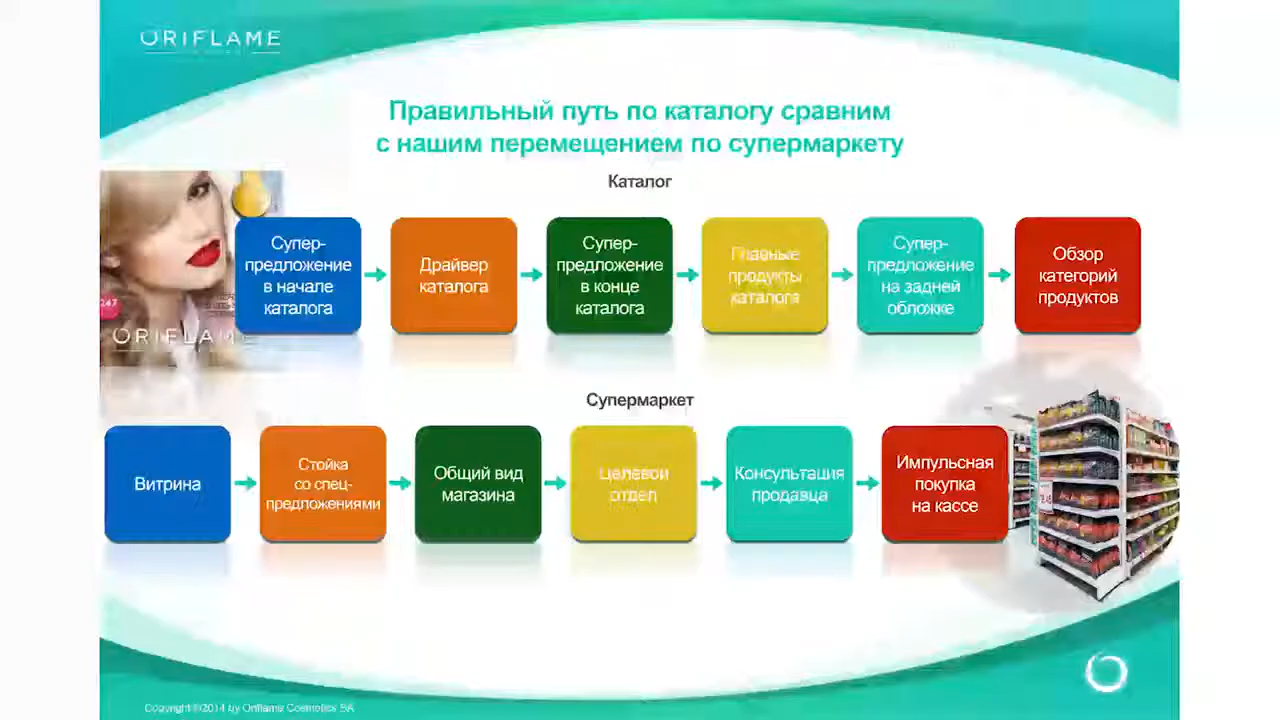 ORIFLAME
Правильный путь по каталогу сравним
с нашим перемещением по супермаркету
Каталог
Супер-
предложение
в начале
каталога
Драйвер
каталога
Супер-
предложение
в конце
каталога
Главные
продукты
каталога
Супер-
предложение
на задней
обложке
Обзор
категорий
продуктов
247
ORIFLAME
Супермаркет
Витрина
Стойка
со спец-
предложениями
Общий вид
магазина
Целевой
отдел
Консультация
продавца
Импульсная
покупка
на кассе
Copyright ©2014 by Oriflame Cosmetics SA